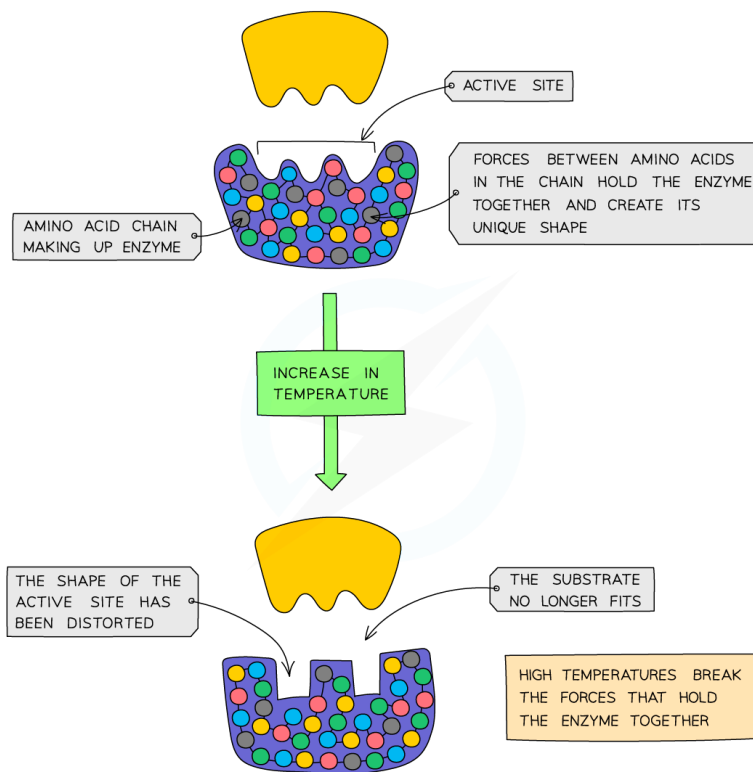 ACTIVE SITE
FORCES BETWEEN AMINO ACIDS
IN THE CHAIN HOLD THE ENZYME
TOGETHER AND CREATE ITS
UNIQUE SHAPE
AMINO ACID CHAIN
MAKING UP ENZYME
INCREASE IN
TEMPERATURE
THE SHAPE OF THE
ACTIVE SITE HAS
BEEN DISTORTED
THE SUBSTRATE
NO LONGER FITS
HIGH TEMPERATURES BREAK
THE FORCES THAT HOLD
THE ENZYME TOGETHER